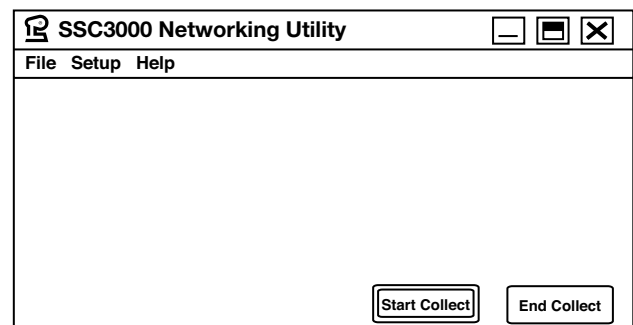 SSC3000 Networking Utility
File Setup Help
Start Collect End Collect